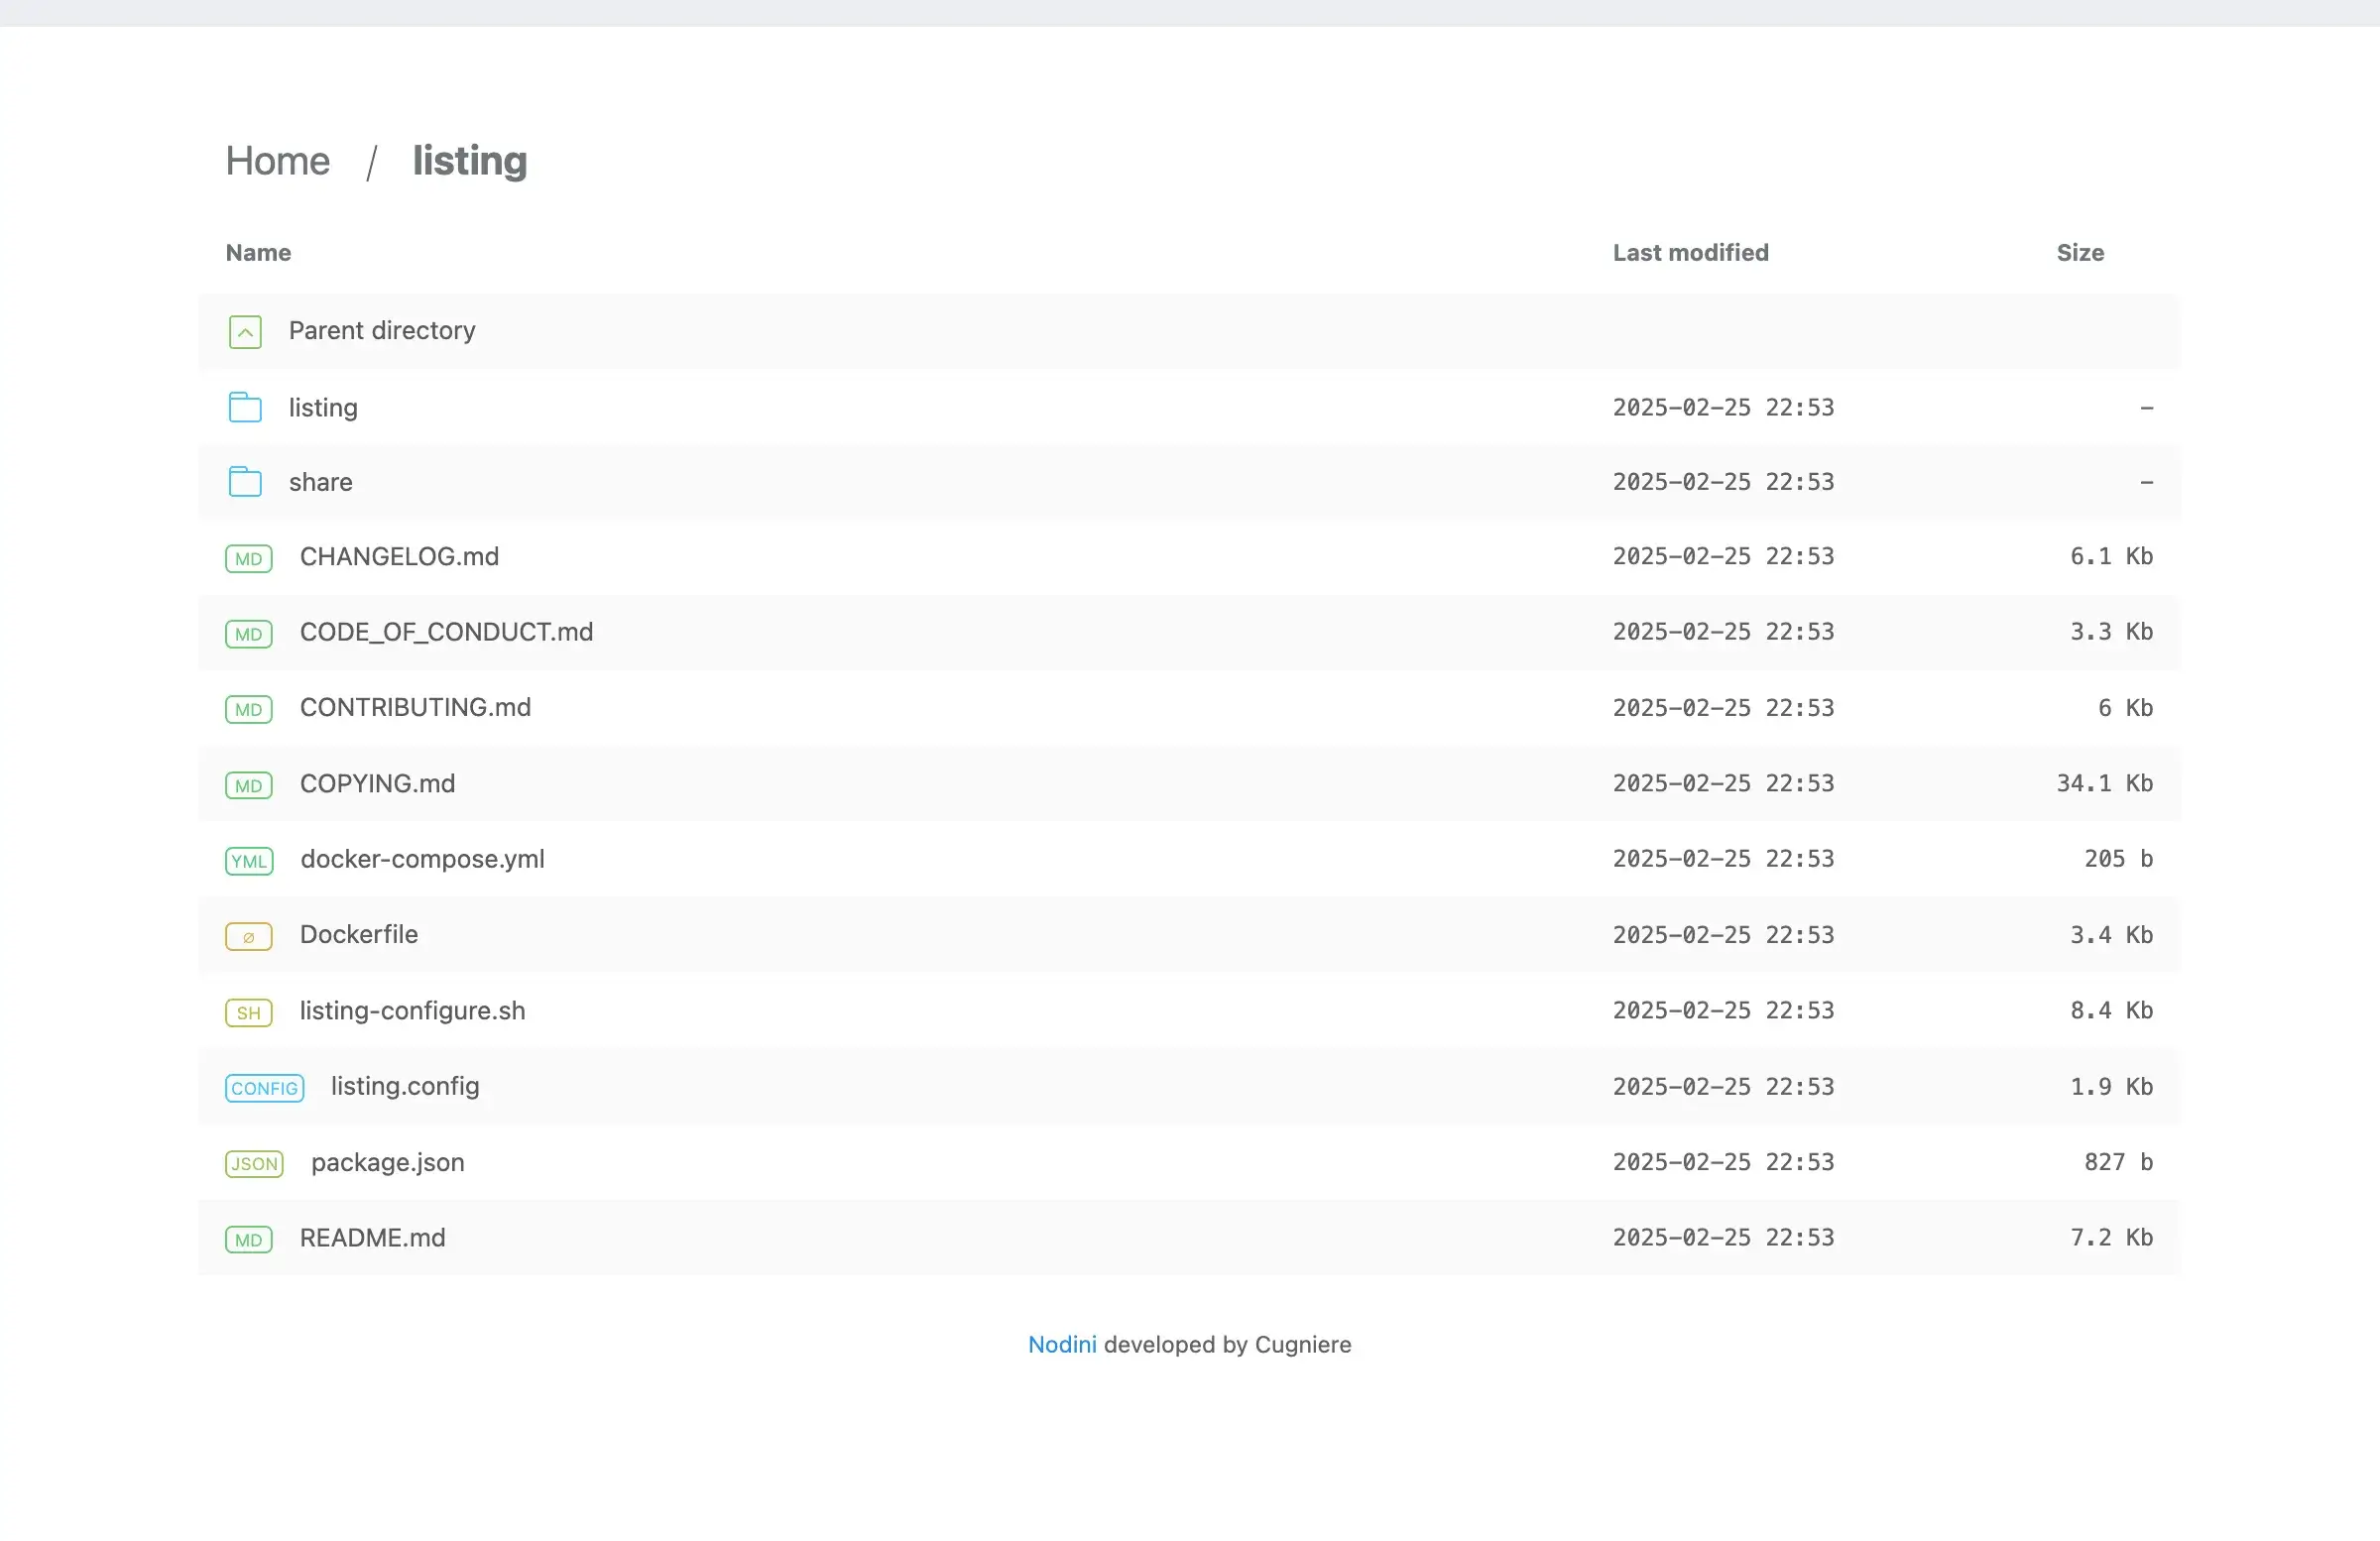 Home / listing
Name Last modified Size
Parent directory
listing 2025-02-25 22:53 –
share 2025-02-25 22:53 –
MD CHANGELOG.md 2025-02-25 22:53 6.1 Kb
MD CODE_OF_CONDUCT.md 2025-02-25 22:53 3.3 Kb
MD CONTRIBUTING.md 2025-02-25 22:53 6 Kb
MD COPYING.md 2025-02-25 22:53 34.1 Kb
YML docker-compose.yml 2025-02-25 22:53 205 b
∅ Dockerfile 2025-02-25 22:53 3.4 Kb
SH listing-configure.sh 2025-02-25 22:53 8.4 Kb
CONFIG listing.config 2025-02-25 22:53 1.9 Kb
JSON package.json 2025-02-25 22:53 827 b
MD README.md 2025-02-25 22:53 7.2 Kb
Nodini developed by Cugniere